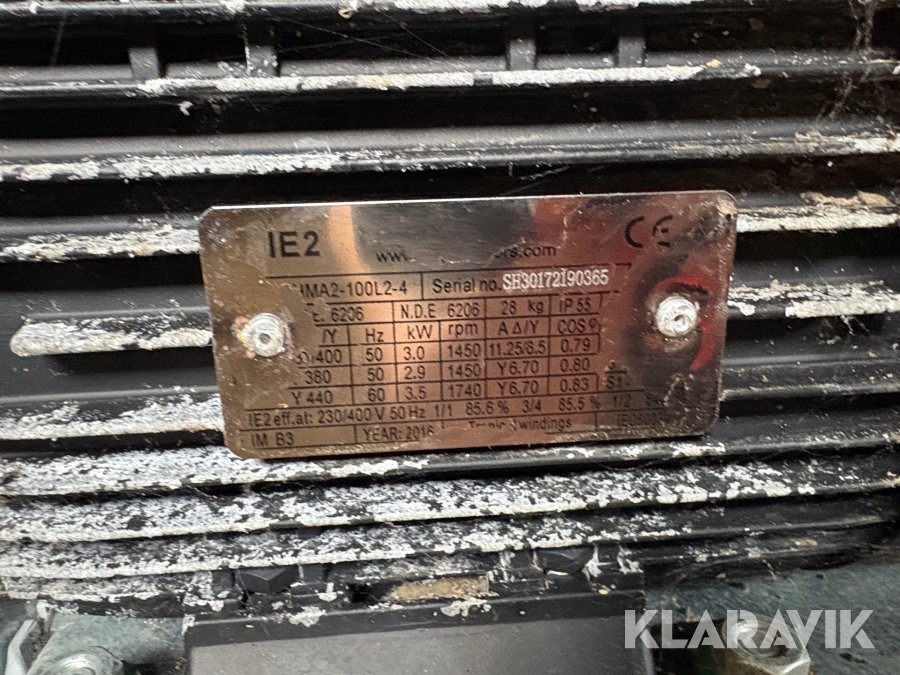 IE2
CE
HMA2-100L2-4 Serial no. SH30172I90365
6206 N.D.E 6206 28 kg IP 55
/Y Hz kW rpm A Δ/Y COS φ
/400 50 3.0 1450 11.25/6.5 0.79
380 50 2.9 1450 Y6.70 0.80
Y 440 60 3.5 1740 Y6.70 0.83 S1
IE2 eff.at: 230/400 V 50 Hz 1/1 85.6 % 3/4 85.5 % 1/2
IM B3 YEAR: 2016 windings
KLARAVIK